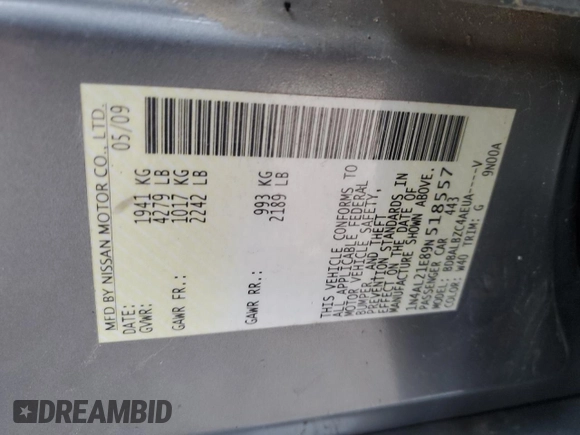 MFD BY NISSAN MOTOR CO., LTD.
DATE: 05/09
GVWR: 1941 KG
4279 LB
GAWR FR.: 1017 KG
2242 LB
GAWR RR.: 993 KG
2189 LB
THIS VEHICLE CONFORMS TO
ALL APPLICABLE FEDERAL
MOTOR VEHICLE SAFETY,
BUMPER, AND THEFT
PREVENTION STANDARDS IN
EFFECT ON THE DATE OF
MANUFACTURE SHOWN ABOVE.
1N4AL21E89N518557
PASSENGER CAR 443
MODEL: BDBALBZC4AEUA----V
COLOR: W40 TRIM: G 9N00A
DREAMBID